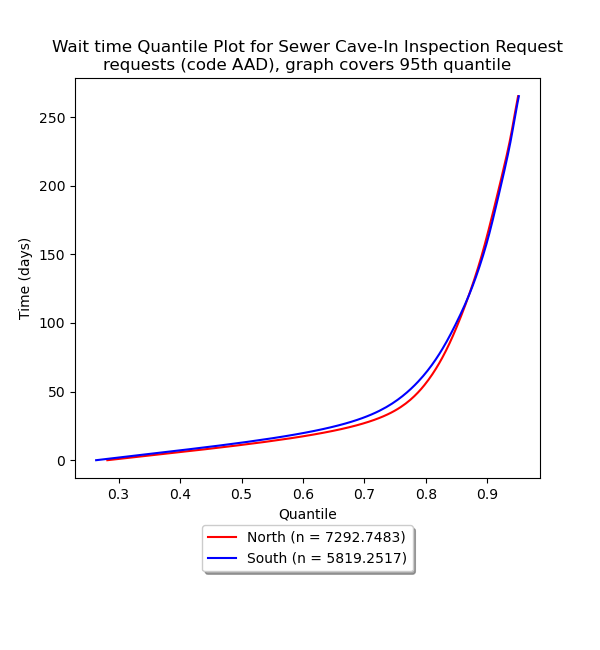 Wait time Quantile Plot for Sewer Cave-In Inspection Request
requests (code AAD), graph covers 95th quantile
250
200
150
100
50
0
Time (days)
0.3 0.4 0.5 0.6 0.7 0.8 0.9
Quantile
North (n = 7292.7483)
South (n = 5819.2517)